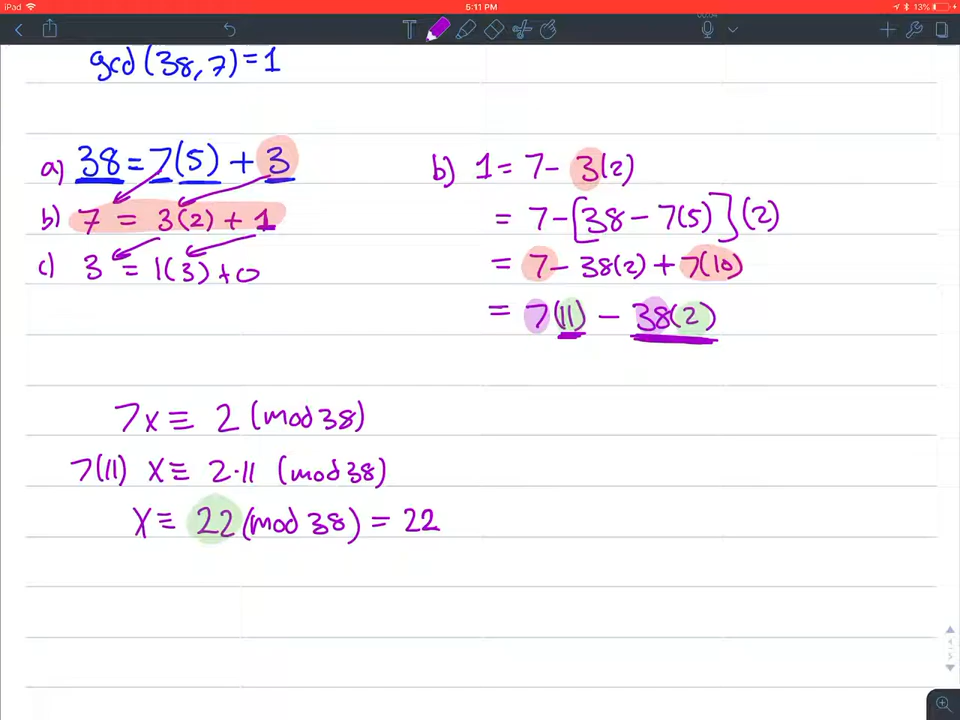 iPad
5:11 PM
13%
gcd(38,7)=1
a) 38=7(5)+3
b) 7 = 3(2)+1
c) 3 = 1(3)+0
b) 1=7-3(2)
= 7-[38-7(5)](2)
= 7-38(2)+7(10)
= 7(11) - 38(2)
7x ≡ 2 (mod 38)
7(11) x ≡ 2·11 (mod 38)
x ≡ 22 (mod 38) = 22